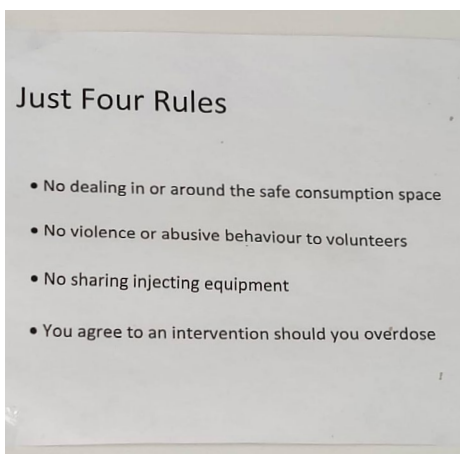 Just Four Rules
• No dealing in or around the safe consumption space
• No violence or abusive behaviour to volunteers
• No sharing injecting equipment
• You agree to an intervention should you overdose